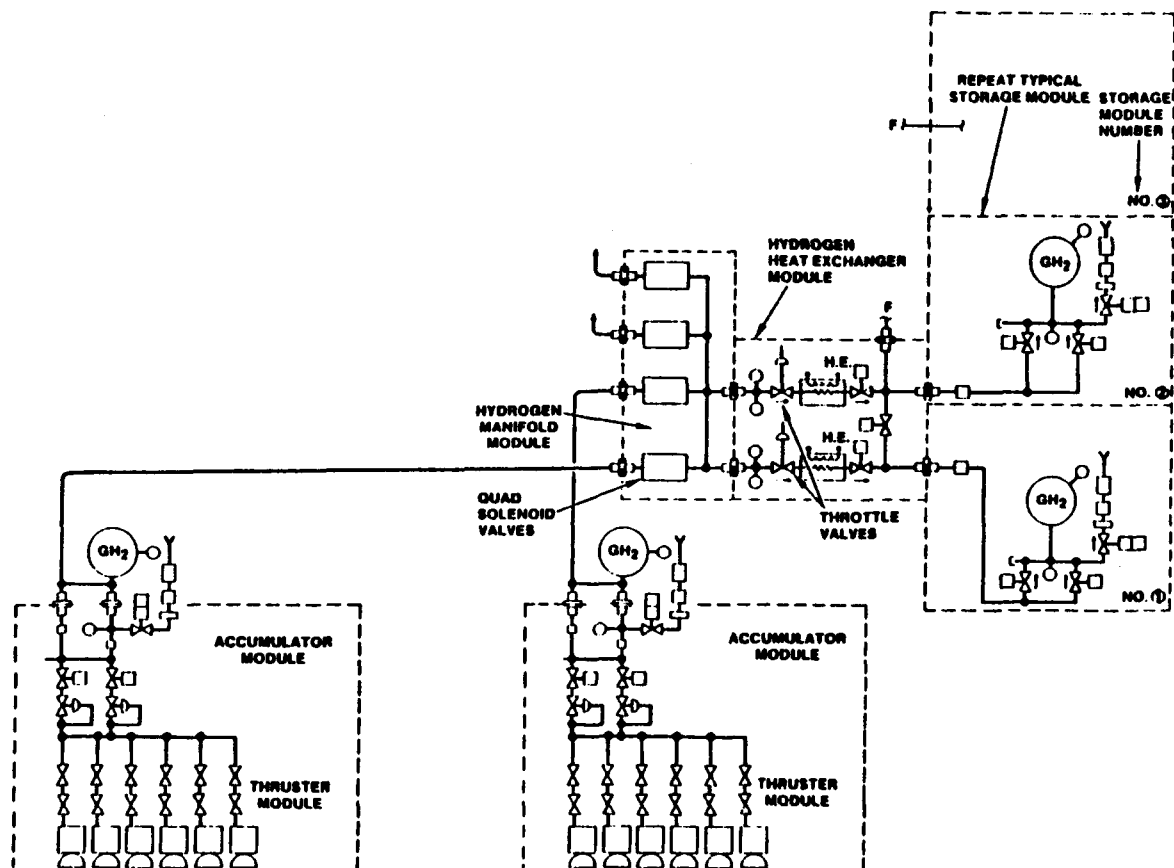 REPEAT TYPICAL
STORAGE MODULE
STORAGE
MODULE
NUMBER
F
NO. ③
HYDROGEN
HEAT EXCHANGER
MODULE
GH₂
F
H.E.
NO. ②
HYDROGEN
MANIFOLD
MODULE
H.E.
QUAD
SOLENOID
VALVES
THROTTLE
VALVES
GH₂
NO. ①
GH₂
GH₂
ACCUMULATOR
MODULE
ACCUMULATOR
MODULE
THRUSTER
MODULE
THRUSTER
MODULE